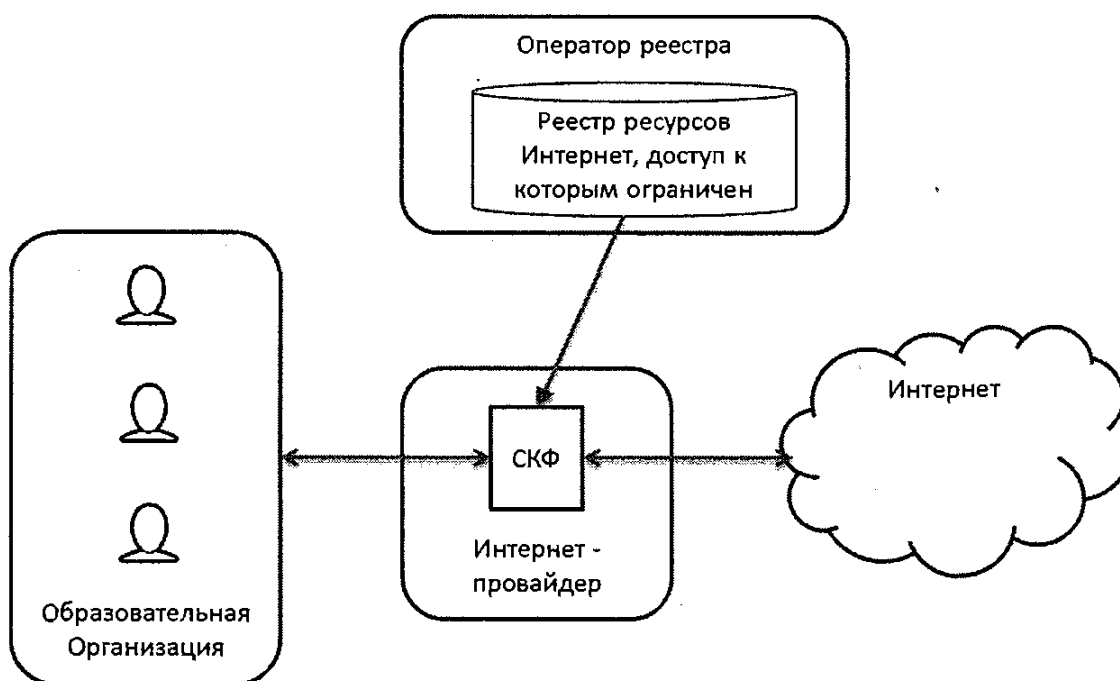 Оператор реестра
Реестр ресурсов
Интернет, доступ к
которым ограничен
Интернет
СКФ
Интернет -
провайдер
Образовательная
Организация